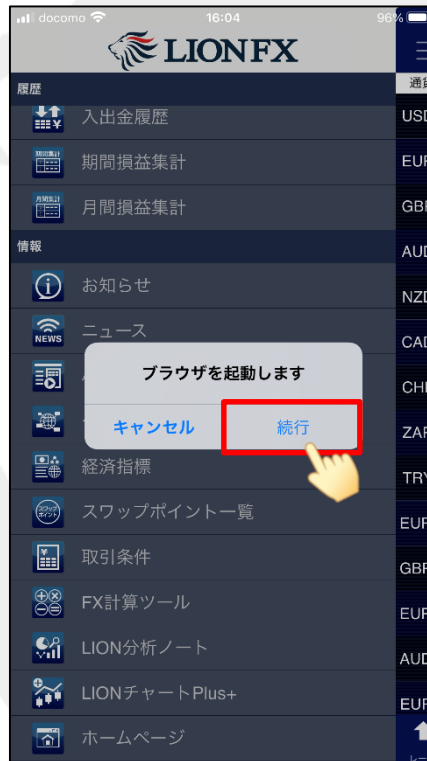 docomo 16:04 96%
LION FX
履歴
入出金履歴
期間損益集計
月間損益集計
情報
お知らせ
NEWS ニュース
ブラウザを起動します
キャンセル 続行
経済指標
スワップポイント一覧
取引条件
FX計算ツール
LION分析ノート
LIONチャートPlus+
ホームページ
USD
EUR
GBP
AUD
NZD
CAD
CHF
ZAR
TRY
EUR
GBP
EUR
AUD
EUR